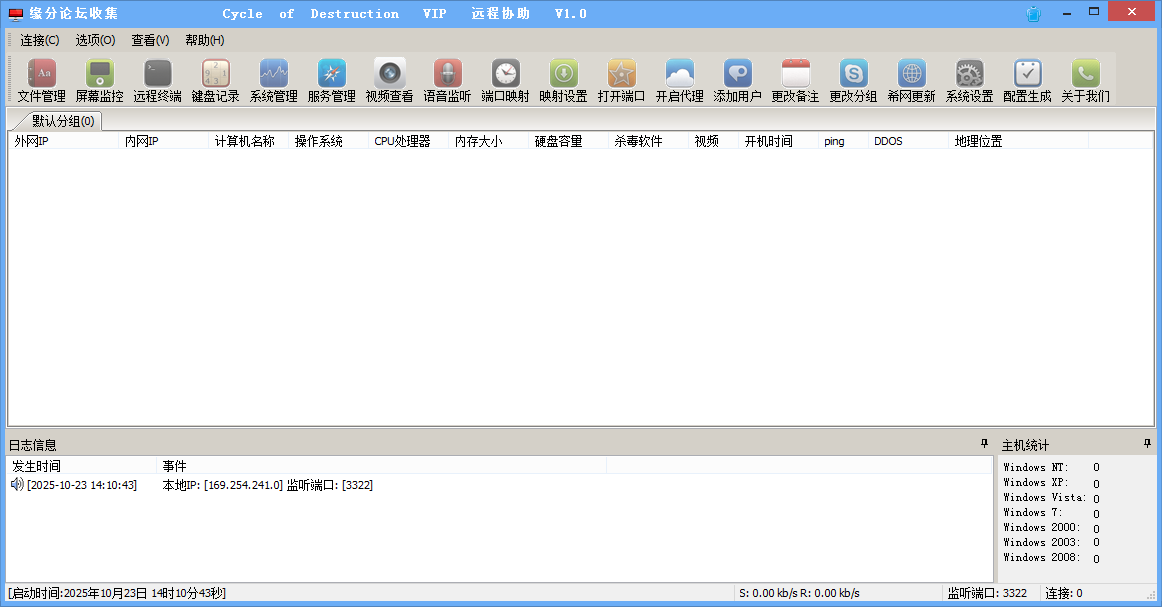 缘分论坛收集 Cycle of Destruction VIP 远程协助 V1.0
连接(C) 选项(O) 查看(V) 帮助(H)
文件管理 屏幕监控 远程终端 键盘记录 系统管理 服务管理 视频查看 语音监听 端口映射 映射设置 打开端口 开启代理 添加用户 更改备注 更改分组 希网更新 系统设置 配置生成 关于我们
默认分组(0)
外网IP 内网IP 计算机名称 操作系统 CPU处理器 内存大小 硬盘容量 杀毒软件 视频 开机时间 ping DDOS 地理位置
日志信息
发生时间 事件
[2025-10-23 14:10:43] 本地IP: [169.254.241.0] 监听端口: [3322]
主机统计
Windows NT: 0
Windows XP: 0
Windows Vista: 0
Windows 7: 0
Windows 2000: 0
Windows 2003: 0
Windows 2008: 0
[启动时间:2025年10月23日 14时10分43秒] S: 0.00 kb/s R: 0.00 kb/s 监听端口: 3322 连接: 0